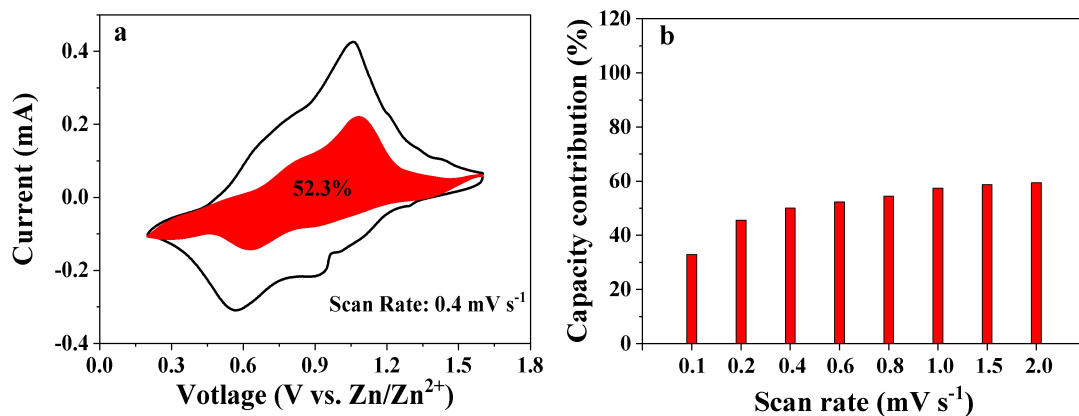 a
Current (mA)
0.4
0.2
0.0
-0.2
-0.4
52.3%
Scan Rate: 0.4 mV s-1
0.0 0.3 0.6 0.9 1.2 1.5 1.8
Votlage (V vs. Zn/Zn2+)
b
Capacity contribution (%)
120
100
80
60
40
20
0
0.1 0.2 0.4 0.6 0.8 1.0 1.5 2.0
Scan rate (mV s-1)